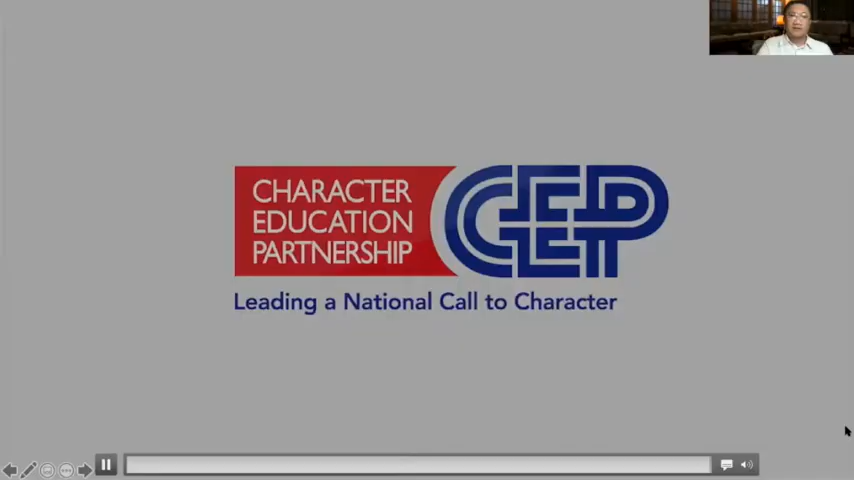 CHARACTER
EDUCATION
PARTNERSHIP
CEP
Leading a National Call to Character